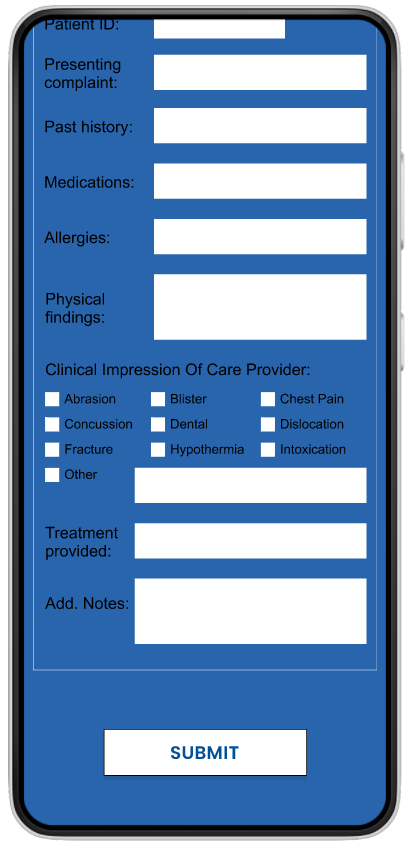 Patient ID:
Presenting
complaint:
Past history:
Medications:
Allergies:
Physical
findings:
Clinical Impression Of Care Provider:
Abrasion Blister Chest Pain
Concussion Dental Dislocation
Fracture Hypothermia Intoxication
Other
Treatment
provided:
Add. Notes:
SUBMIT